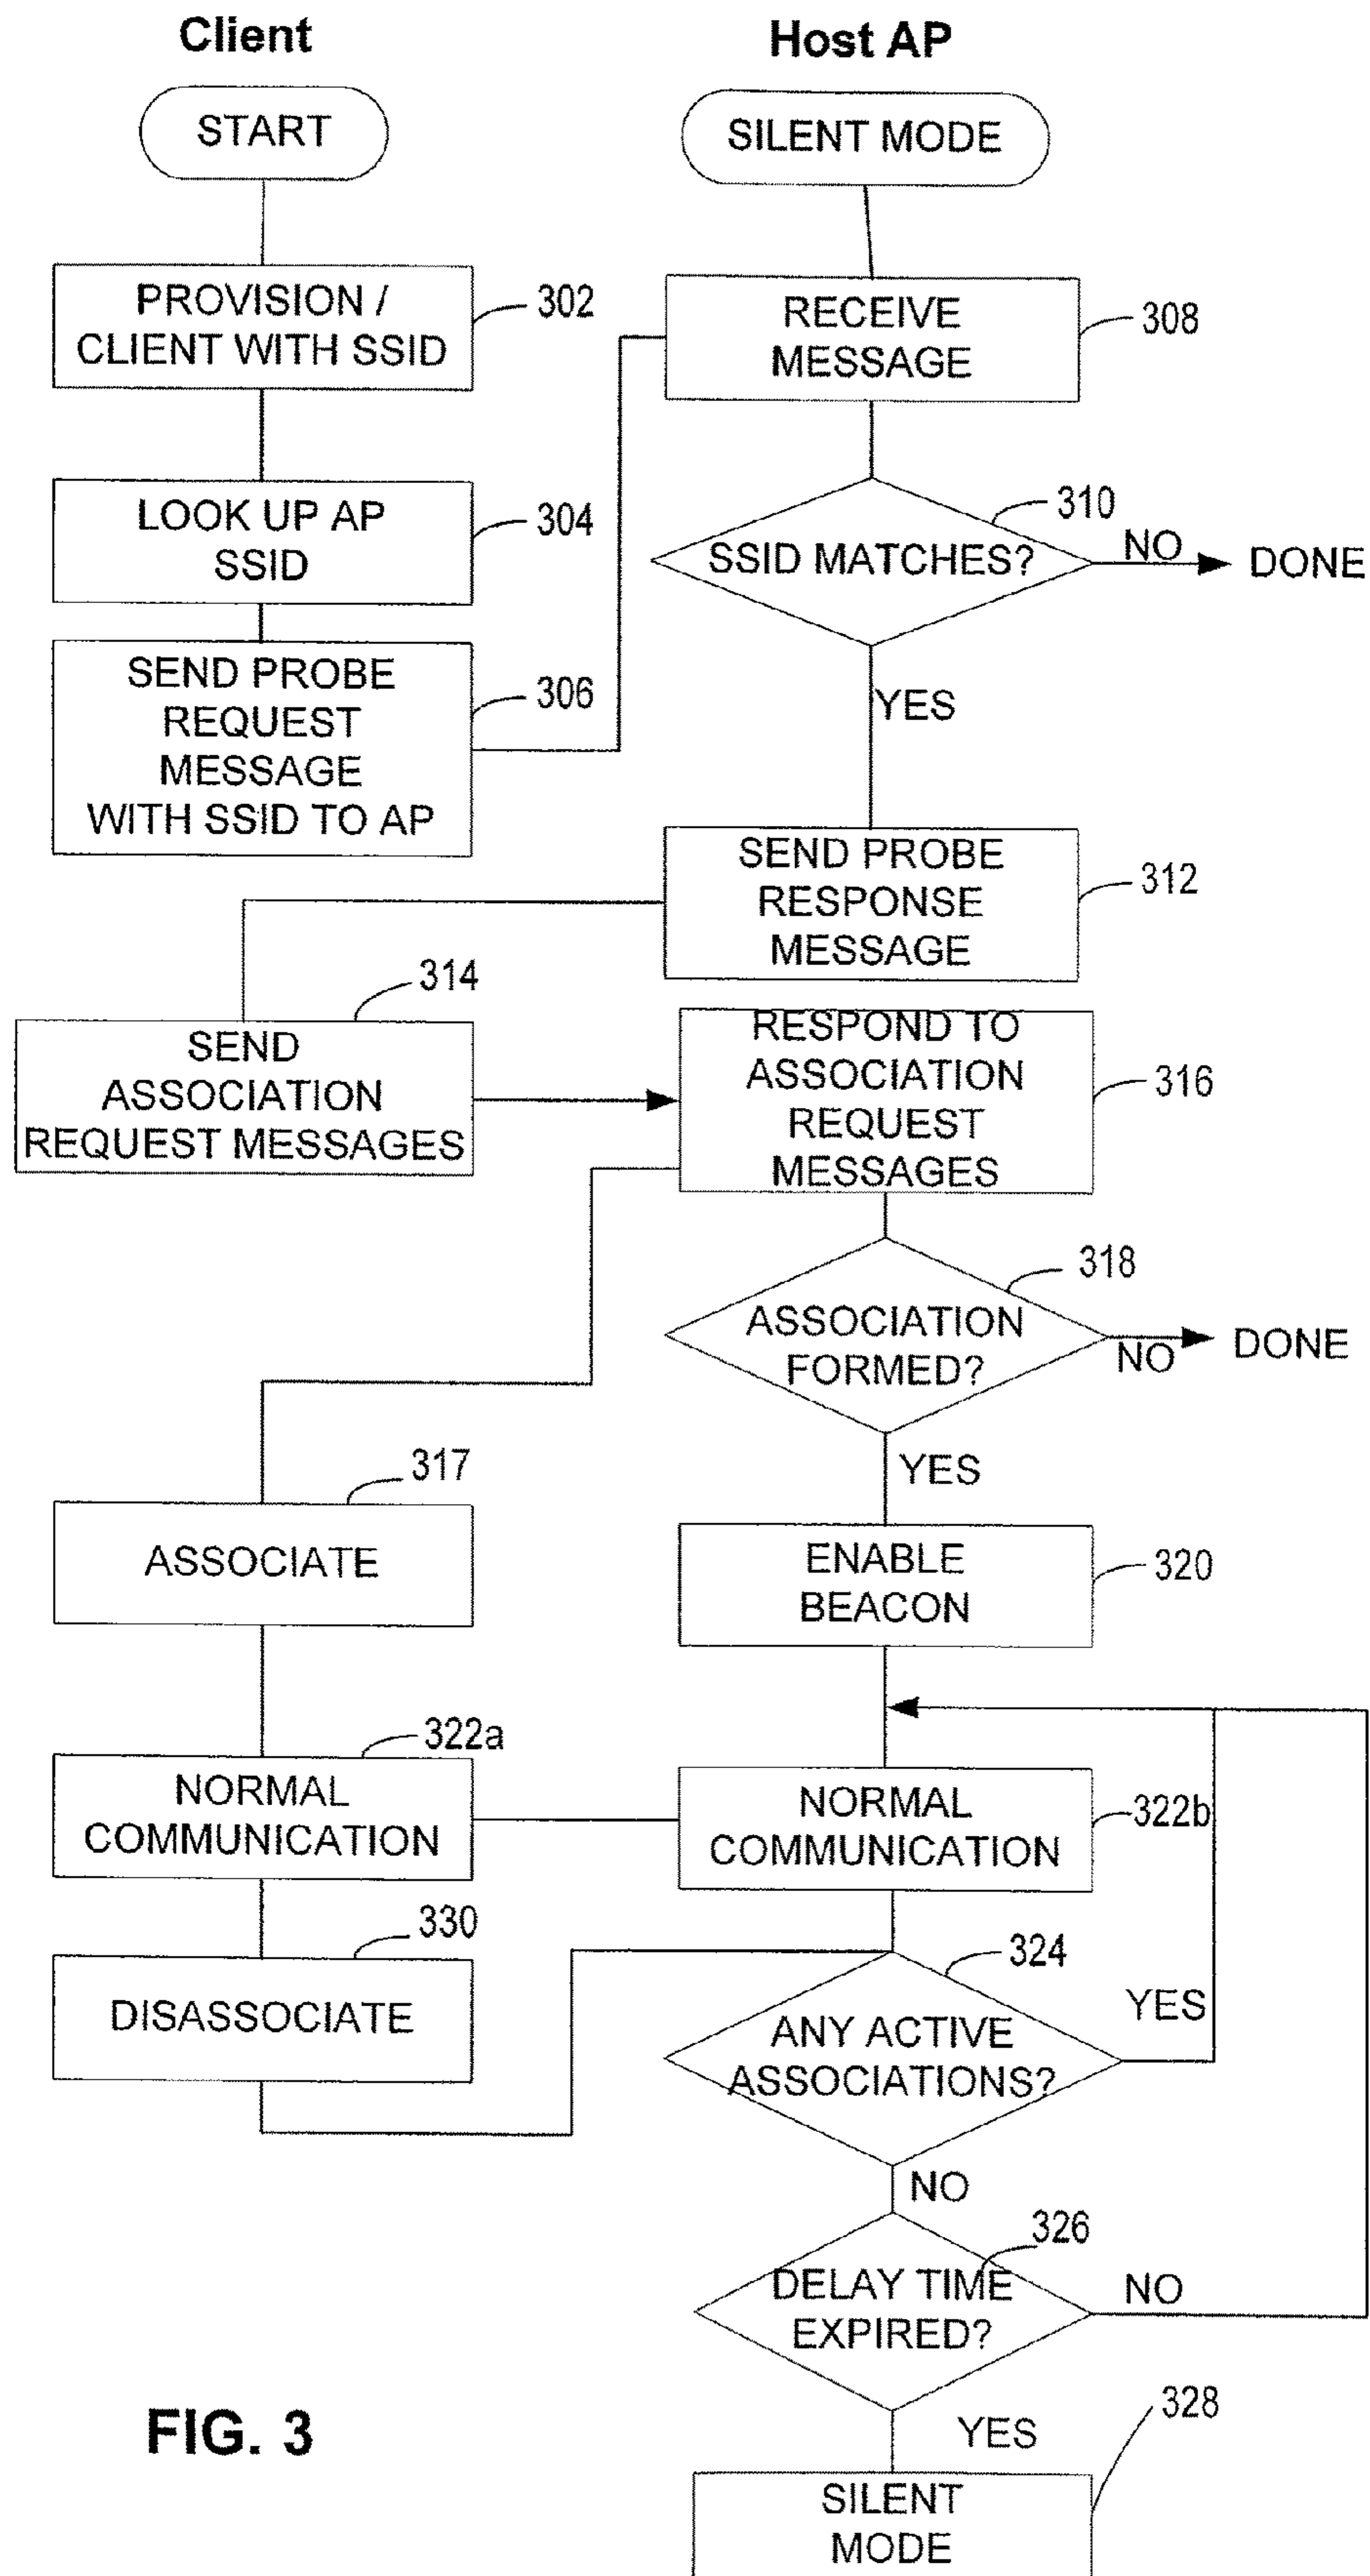 Client
Host AP
START
SILENT MODE
PROVISION /
CLIENT WITH SSID
302
RECEIVE
MESSAGE
308
LOOK UP AP
SSID
304
310
SSID MATCHES?
NO
DONE
SEND PROBE
REQUEST
MESSAGE
WITH SSID TO AP
306
YES
SEND PROBE
RESPONSE
MESSAGE
312
314
SEND
ASSOCIATION
REQUEST MESSAGES
RESPOND TO
ASSOCIATION
REQUEST
MESSAGES
316
318
ASSOCIATION
FORMED?
NO
DONE
YES
317
ASSOCIATE
ENABLE
BEACON
320
322a
NORMAL
COMMUNICATION
NORMAL
COMMUNICATION
322b
330
DISASSOCIATE
324
ANY ACTIVE
ASSOCIATIONS?
YES
NO
326
DELAY TIME
EXPIRED?
NO
YES
328
SILENT
MODE
FIG. 3